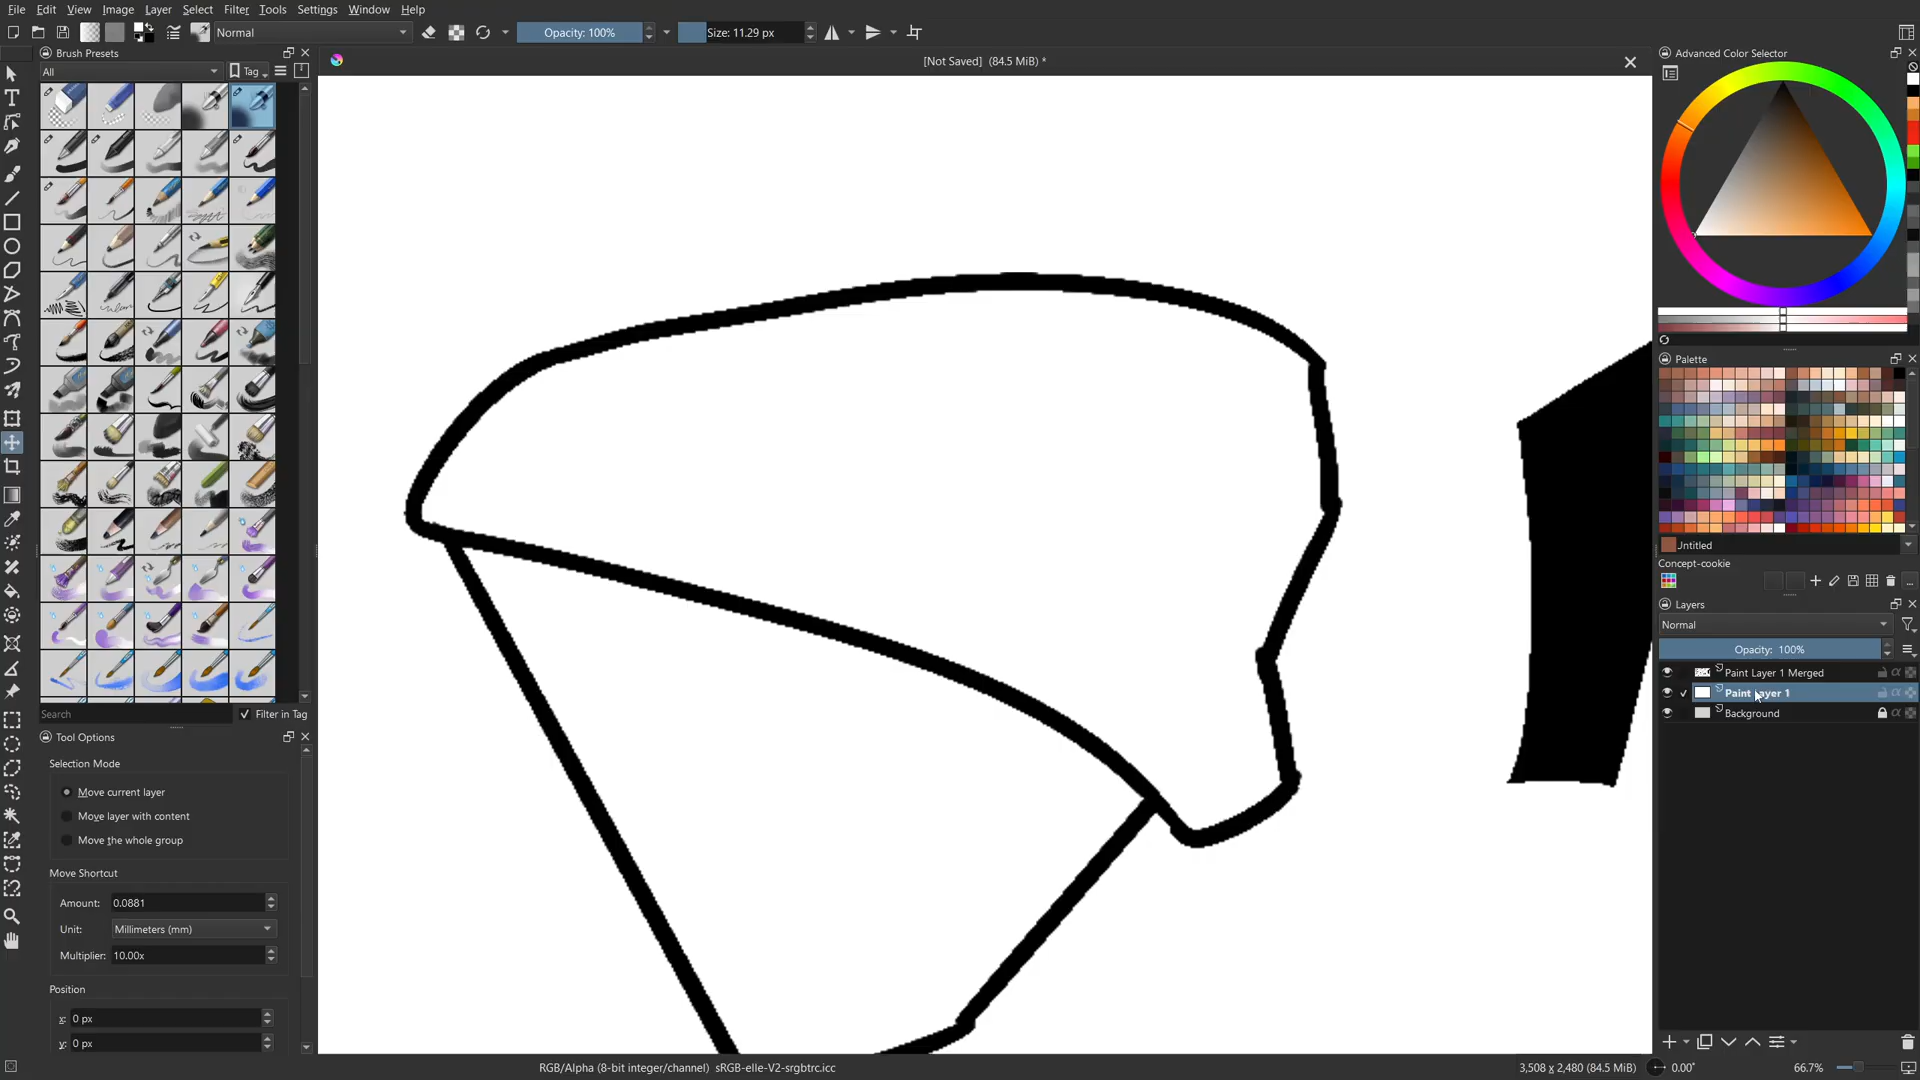 File Edit View Image Layer Select Filter Tools Settings Window Help
Normal
Opacity: 100%
Size: 11.29 px
Brush Presets
[Not Saved] (84.5 MiB) *
Advanced Color Selector
All
Tag
Palette
Untitled
Concept-cookie
Layers
Normal
Opacity: 100%
Paint Layer 1 Merged
Paint Layer 1
Background
Search
Filter in Tag
Tool Options
Selection Mode
Move current layer
Move layer with content
Move the whole group
Move Shortcut
Amount: 0.0881
Unit: Millimeters (mm)
Multiplier: 10.00x
Position
x: 0 px
y: 0 px
RGB/Alpha (8-bit integer/channel) sRGB-elle-V2-srgbtrc.icc
3,508 x 2,480 (84.5 MiB)
0.00°
66.7%